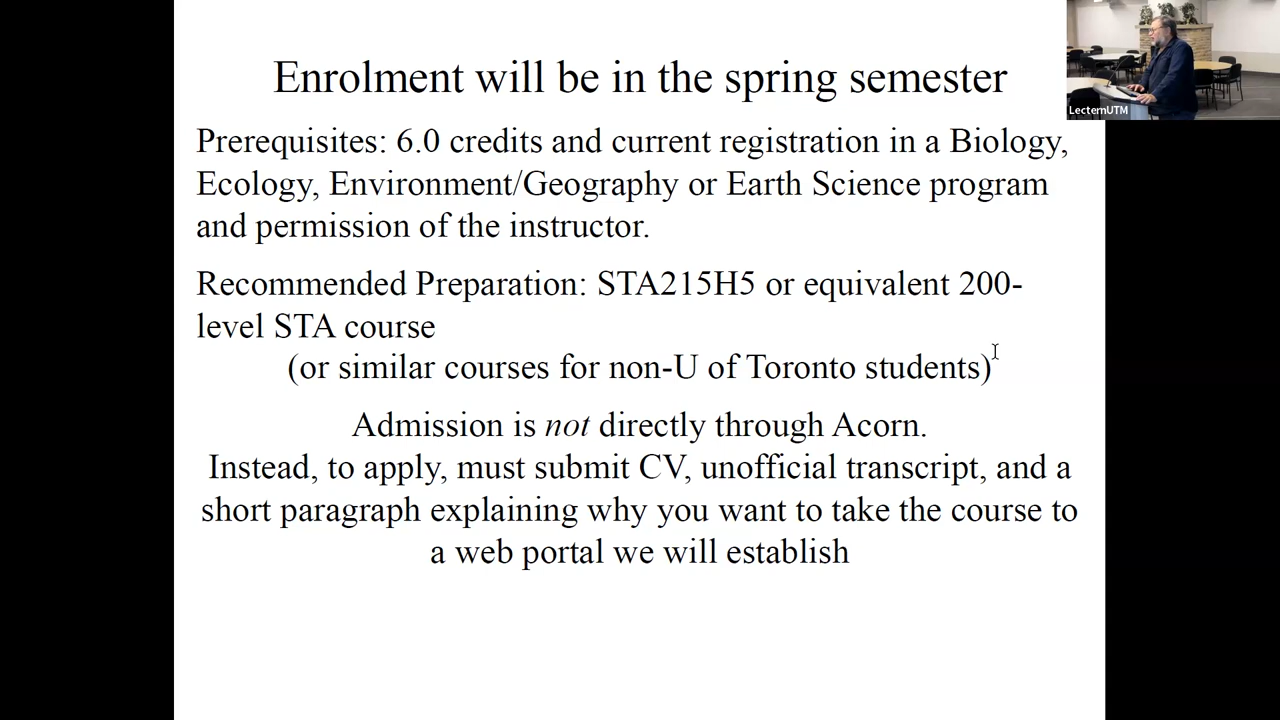 Enrolment will be in the spring semester
LecternUTM
Prerequisites: 6.0 credits and current registration in a Biology,
Ecology, Environment/Geography or Earth Science program
and permission of the instructor.
Recommended Preparation: STA215H5 or equivalent 200-
level STA course
(or similar courses for non-U of Toronto students)
Admission is not directly through Acorn.
Instead, to apply, must submit CV, unofficial transcript, and a
short paragraph explaining why you want to take the course to
a web portal we will establish